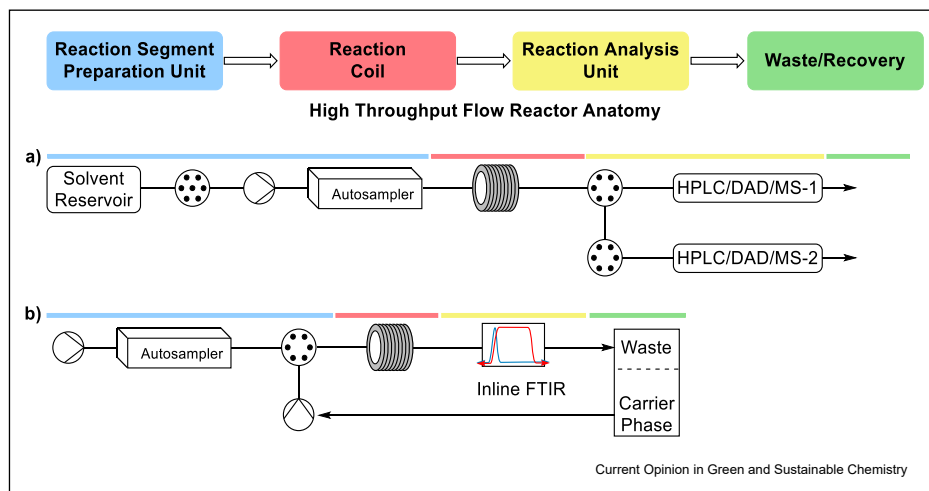 Reaction Segment
Preparation Unit
Reaction
Coil
Reaction Analysis
Unit
Waste/Recovery
High Throughput Flow Reactor Anatomy
a)
Solvent
Reservoir
Autosampler
HPLC/DAD/MS-1
HPLC/DAD/MS-2
b)
Autosampler
Inline FTIR
Waste
Carrier
Phase
Current Opinion in Green and Sustainable Chemistry